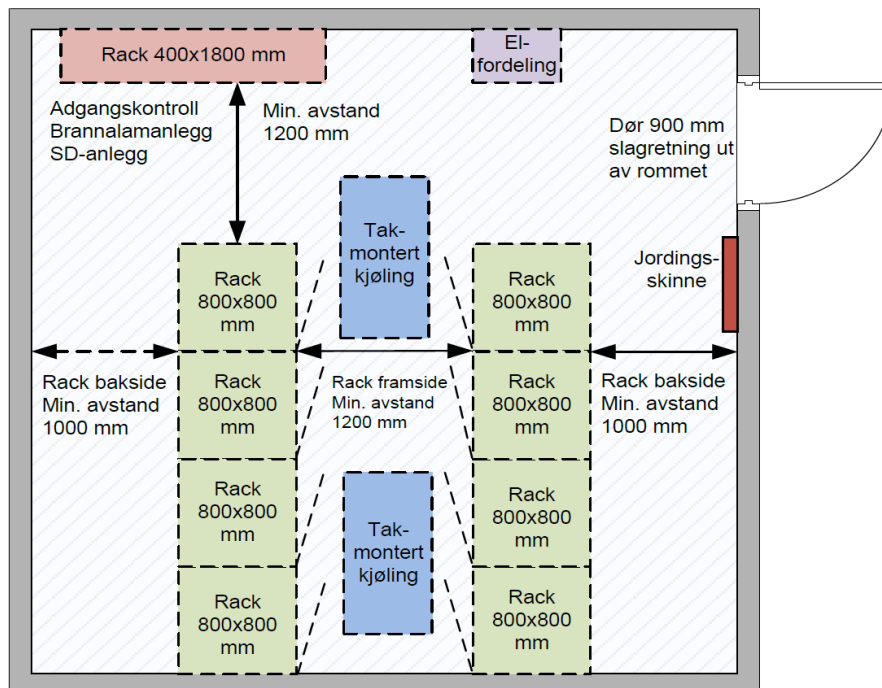 Rack 400x1800 mm
El-
fordeling
Adgangskontroll
Brannalamanlegg
SD-anlegg
Min. avstand
1200 mm
Dør 900 mm
slagretning ut
av rommet
Tak-
montert
kjøling
Jordings-
skinne
Rack
800x800
mm
Rack
800x800
mm
Rack bakside
Min. avstand
1000 mm
Rack
800x800
mm
Rack framside
Min. avstand
1200 mm
Rack
800x800
mm
Rack bakside
Min. avstand
1000 mm
Rack
800x800
mm
Tak-
montert
kjøling
Rack
800x800
mm
Rack
800x800
mm
Rack
800x800
mm